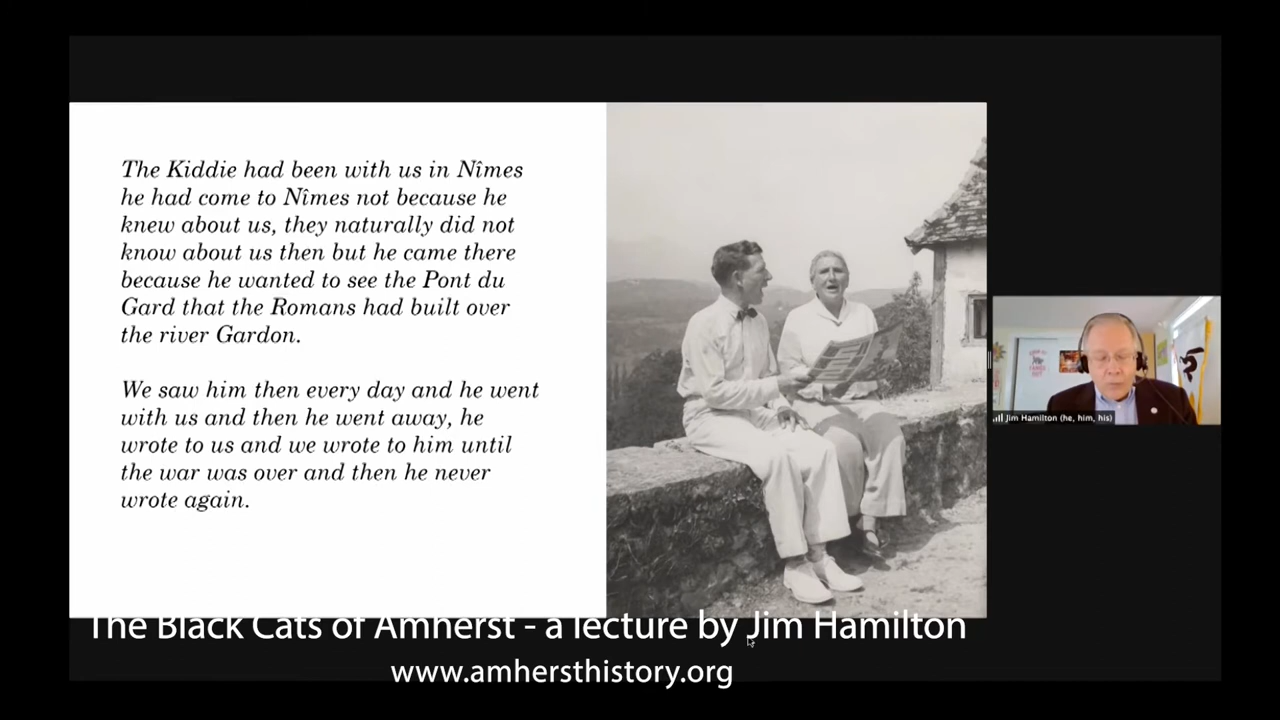 The Kiddie had been with us in Nîmes
he had come to Nîmes not because he
knew about us, they naturally did not
know about us then but he came there
because he wanted to see the Pont du
Gard that the Romans had built over
the river Gardon.
We saw him then every day and he went
with us and then he went away, he
wrote to us and we wrote to him until
the war was over and then he never
wrote again.
Jim Hamilton (he, him, his)
The Black Cats of Amherst - a lecture by Jim Hamilton
www.amhersthistory.org